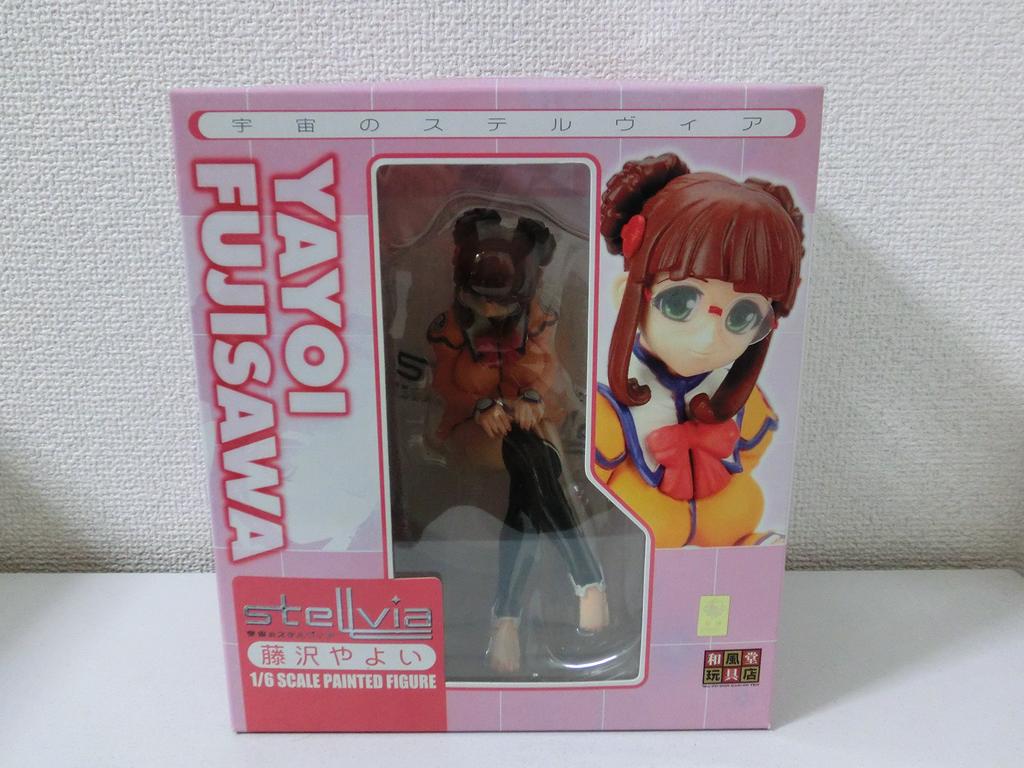 宇宙のステルヴィア
YAYOI
FUJISAWA
stellvia
宇宙のステルヴィア
藤沢やよい
1/6 SCALE PAINTED FIGURE
和風堂
玩具店